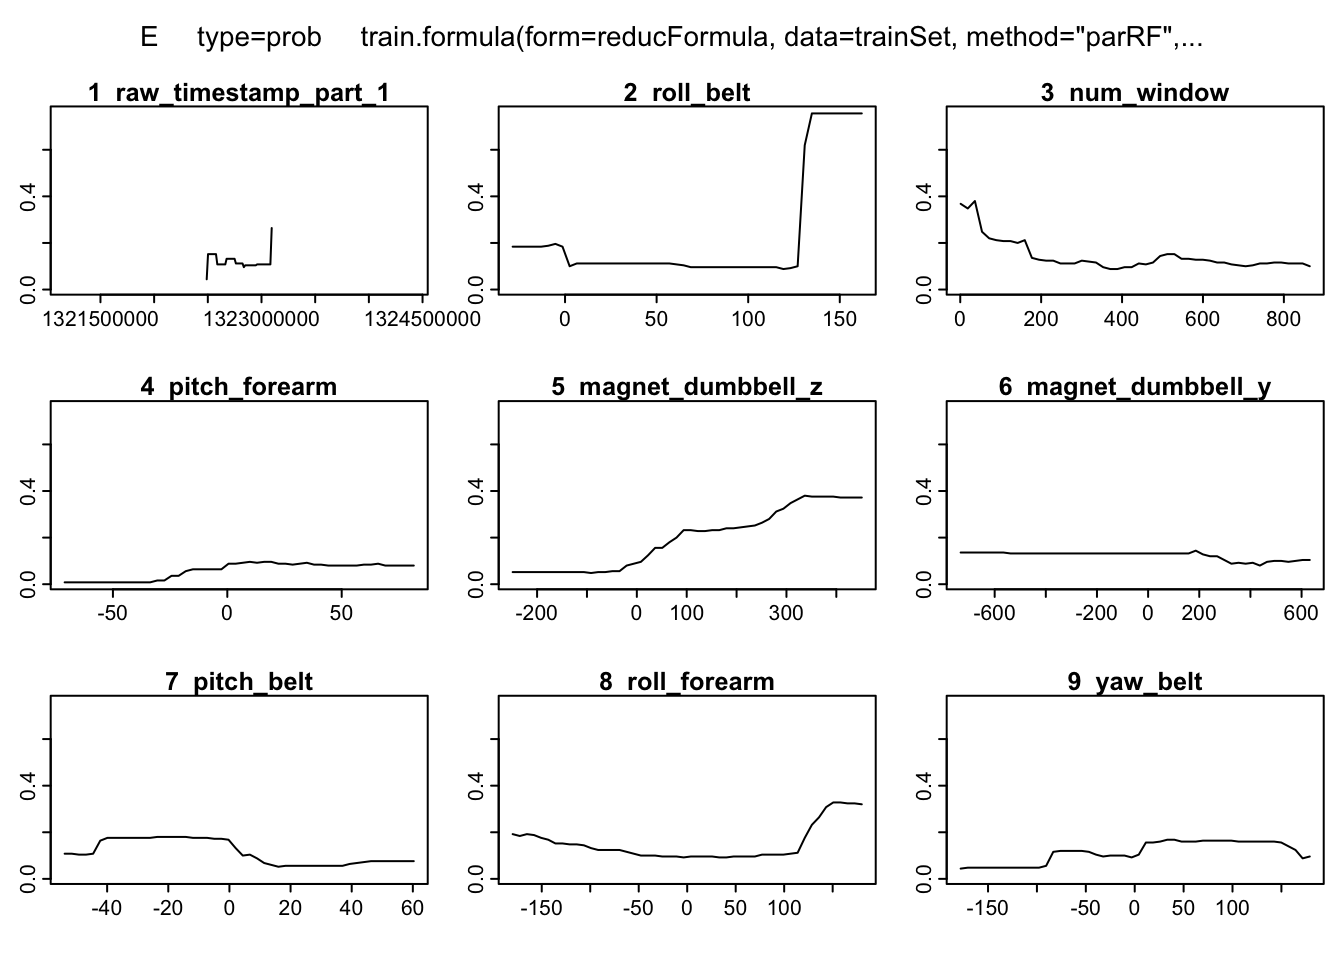 E type=prob train.formula(form=reducFormula, data=trainSet, method="parRF",...
1 raw_timestamp_part_1
2 roll_belt
3 num_window
0.0 0.4
1321500000 1323000000 1324500000
0.0 0.4
0 50 100 150
0.0 0.4
0 200 400 600 800
4 pitch_forearm
5 magnet_dumbbell_z
6 magnet_dumbbell_y
0.0 0.4
-50 0 50
0.0 0.4
-200 0 100 300
0.0 0.4
-600 -200 0 200 600
7 pitch_belt
8 roll_forearm
9 yaw_belt
0.0 0.4
-40 -20 0 20 40 60
0.0 0.4
-150 -50 0 50 100
0.0 0.4
-150 -50 0 50 100